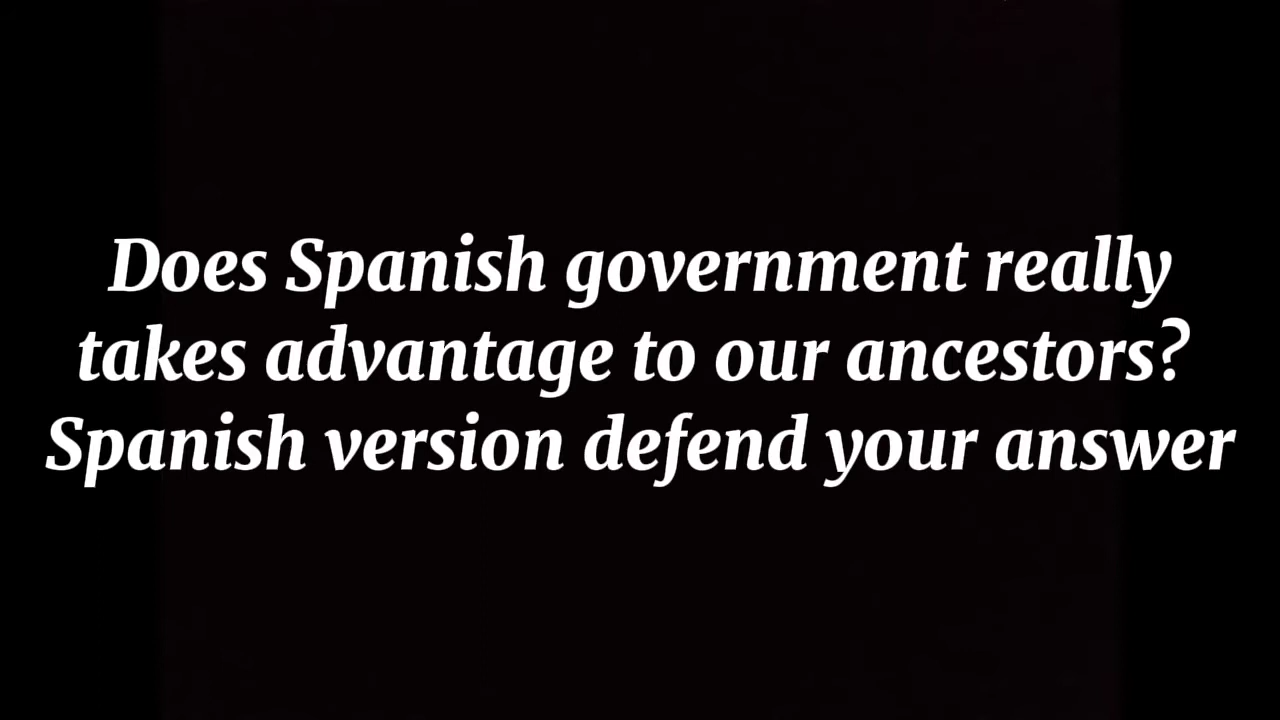 Does Spanish government really
takes advantage to our ancestors?
Spanish version defend your answer